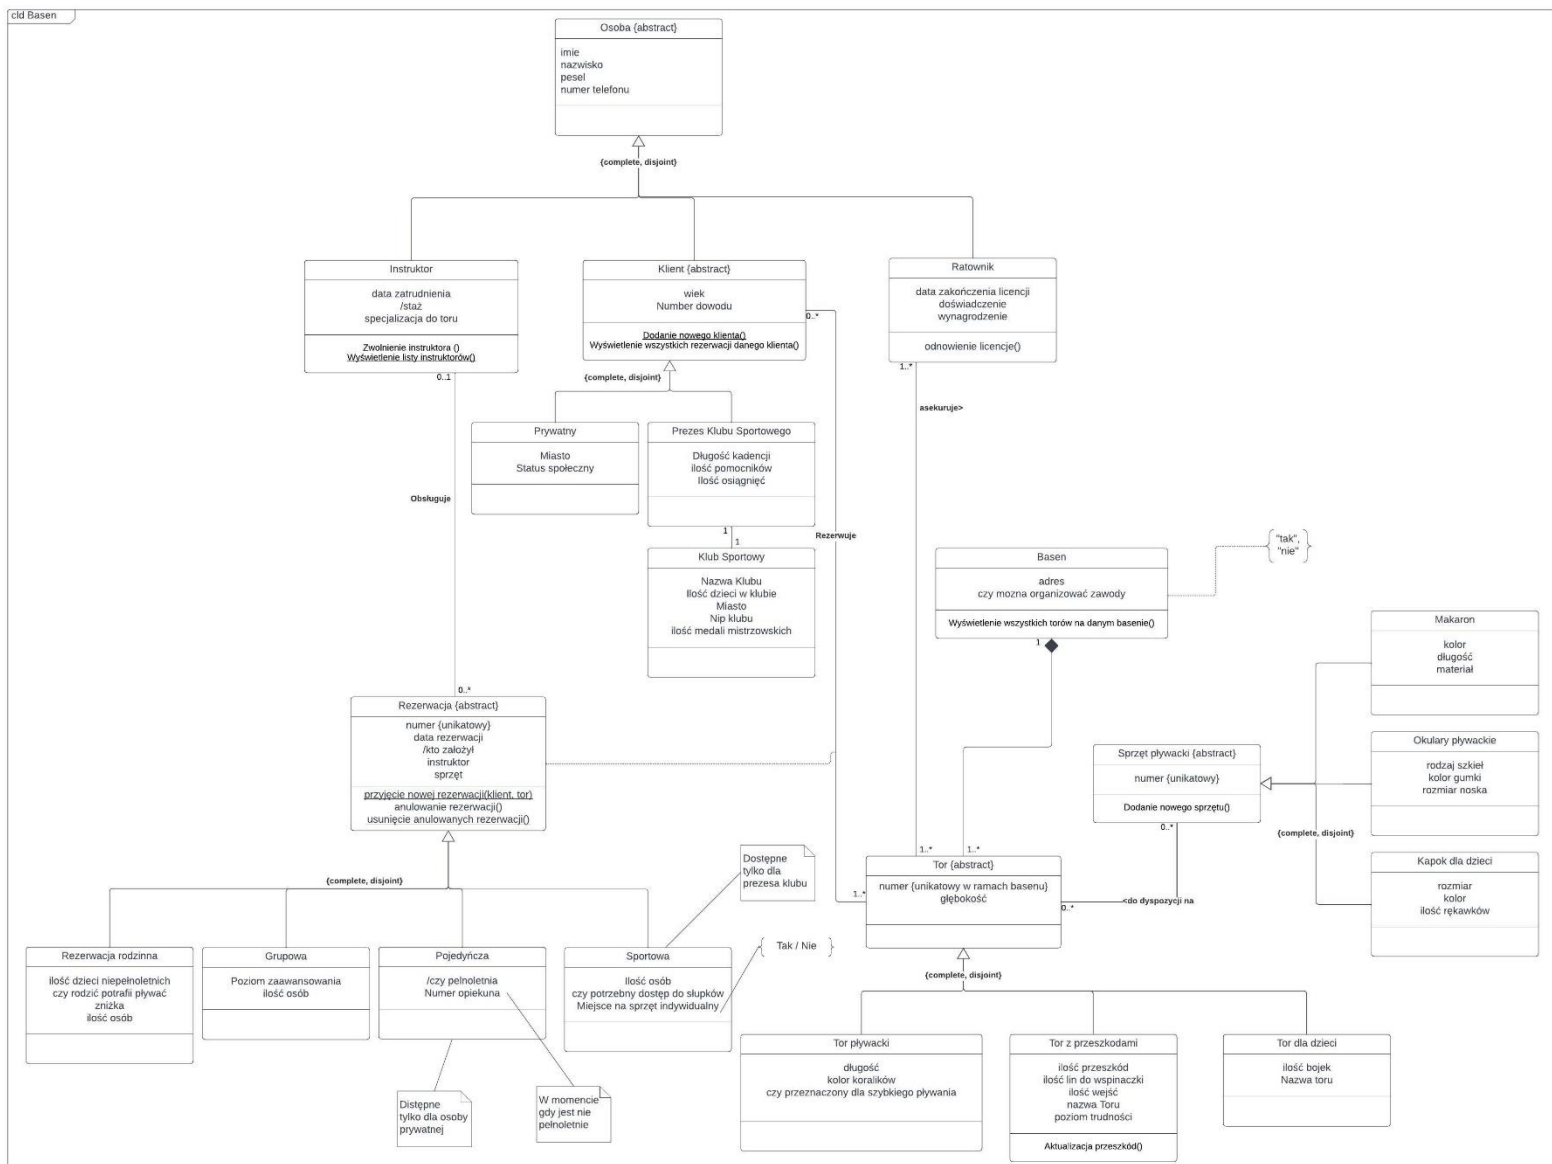 cld Basen
Osoba {abstract}
imie
nazwisko
pesel
numer telefonu
{complete, disjoint}
Instruktor
data zatrudnienia
/staż
specjalizacja do toru
Zwolnienie instruktora ()
Wyświetlenie listy instruktorów()
0..1
Klient {abstract}
wiek
Number dowodu
Dodanie nowego klienta()
Wyświetlenie wszystkich rezerwacji danego klienta()
0..*
Ratownik
data zakończenia licencji
doświadczenie
wynagrodzenie
odnowienie licencje()
1..*
{complete, disjoint}
asekuruje>
Prywatny
Miasto
Status społeczny
Prezes Klubu Sportowego
Długość kadencji
ilość pomocników
Ilość osiągnięć
1
1
Obsługuje
Rezerwuje
Klub Sportowy
Nazwa Klubu
Ilość dzieci w klubie
Miasto
Nip klubu
ilość medali mistrzowskich
Basen
adres
czy mozna organizować zawody
Wyświetlenie wszystkich torów na danym basenie()
1
"tak",
"nie"
Makaron
kolor
długość
materiał
0..*
Rezerwacja {abstract}
numer {unikatowy}
data rezerwacji
/kto założył
instruktor
sprzęt
przyjęcie nowej rezerwacji(klient, tor)
anulowanie rezerwacji()
usunięcie anulowanych rezerwacji()
Sprzęt pływacki {abstract}
numer {unikatowy}
Dodanie nowego sprzętu()
0..*
Okulary pływackie
rodzaj szkieł
kolor gumki
rozmiar noska
{complete, disjoint}
Kapok dla dzieci
rozmiar
kolor
ilość rękawków
1..*
1..*
Tor {abstract}
numer {unikatowy w ramach basenu}
głębokość
1..*
0..*
<do dyspozycji na
Dostępne
tylko dla
prezesa klubu
{complete, disjoint}
Tak / Nie
Rezerwacja rodzinna
ilość dzieci niepełnoletnich
czy rodzić potrafii pływać
zniżka
ilość osób
Grupowa
Poziom zaawansowania
ilość osób
Pojedyńcza
/czy pelnoletnia
Numer opiekuna
Sportowa
Ilość osób
czy potrzebny dostęp do słupków
Miejsce na sprzęt indywidualny
{complete, disjoint}
Tor pływacki
długość
kolor koralików
czy przeznaczony dla szybkiego pływania
Tor z przeszkodami
ilość przeszkód
ilość lin do wspinaczki
ilość wejść
nazwa Toru
poziom trudności
Aktualizacja przeszkód()
Tor dla dzieci
ilość bojek
Nazwa toru
Distępne
tylko dla osoby
prywatnej
W momencie
gdy jest nie
pełnoletnie